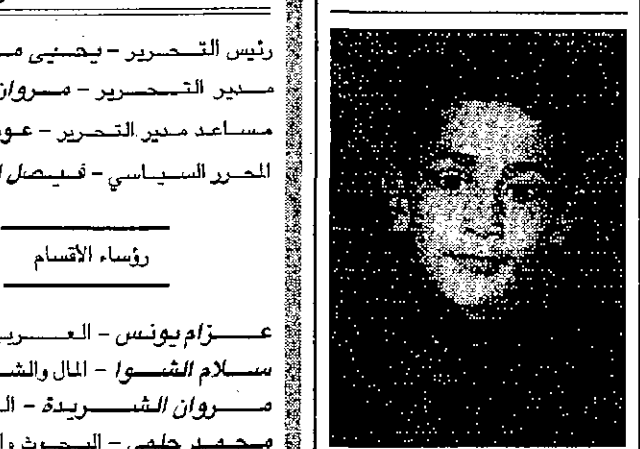 رئيس التحرير – يحيى
مدير التحرير – مروان
مساعد مدير التحرير –
المحرر السياسي – فيصل
رؤساء الأقسام
عزام يونس –
سلام الشوا – المال
مروان الشريدة –
محمد حلمي – البحوث